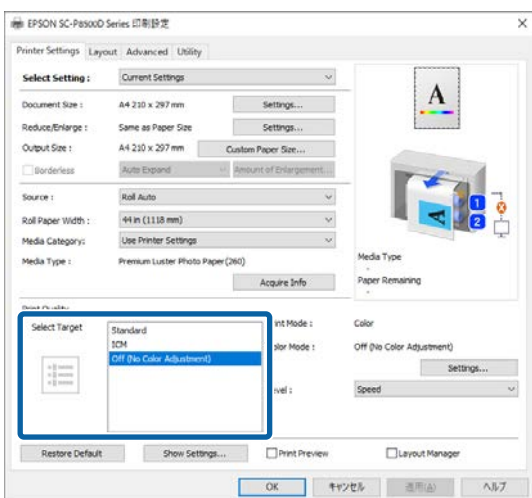 EPSON SC-P8500D Series 印刷設定
Printer Settings Layout Advanced Utility
Select Setting : Current Settings
Document Size : A4 210 x 297 mm Settings...
Reduce/Enlarge : Same as Paper Size Settings...
Output Size : A4 210 x 297 mm Custom Paper Size...
Borderless Auto Expand Amount of Enlargement...
Source : Roll Auto
Roll Paper Width : 44 in (1118 mm)
Media Category: Use Printer Settings
Media Type : Premium Luster Photo Paper(260)
Acquire Info
A
1
2
Media Type
-
Paper Remaining
-
Print Quality
Select Target
Standard
ICM
Off (No Color Adjustment)
int Mode : Color
olor Mode : Off (No Color Adjustment)
Settings...
evel : Speed
Restore Default Show Settings... Print Preview Layout Manager
OK キャンセル 適用(A) ヘルプ